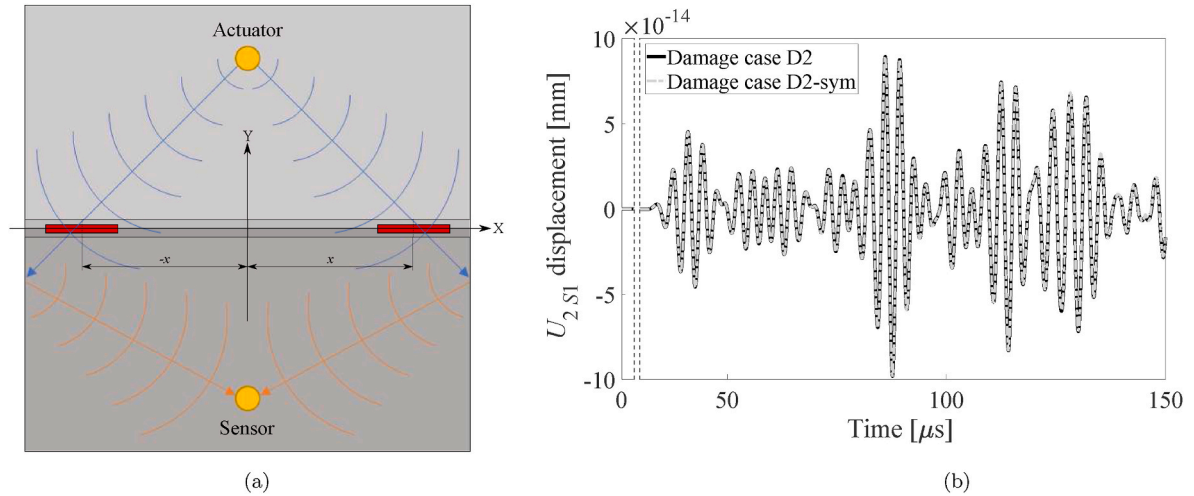 Actuator
Y
X
-x
x
Sensor
(a)
×10⁻¹⁴
10
5
0
-5
-10
U₂ S1 displacement [mm]
Damage case D2
Damage case D2-sym
0
50
100
150
Time [μs]
(b)